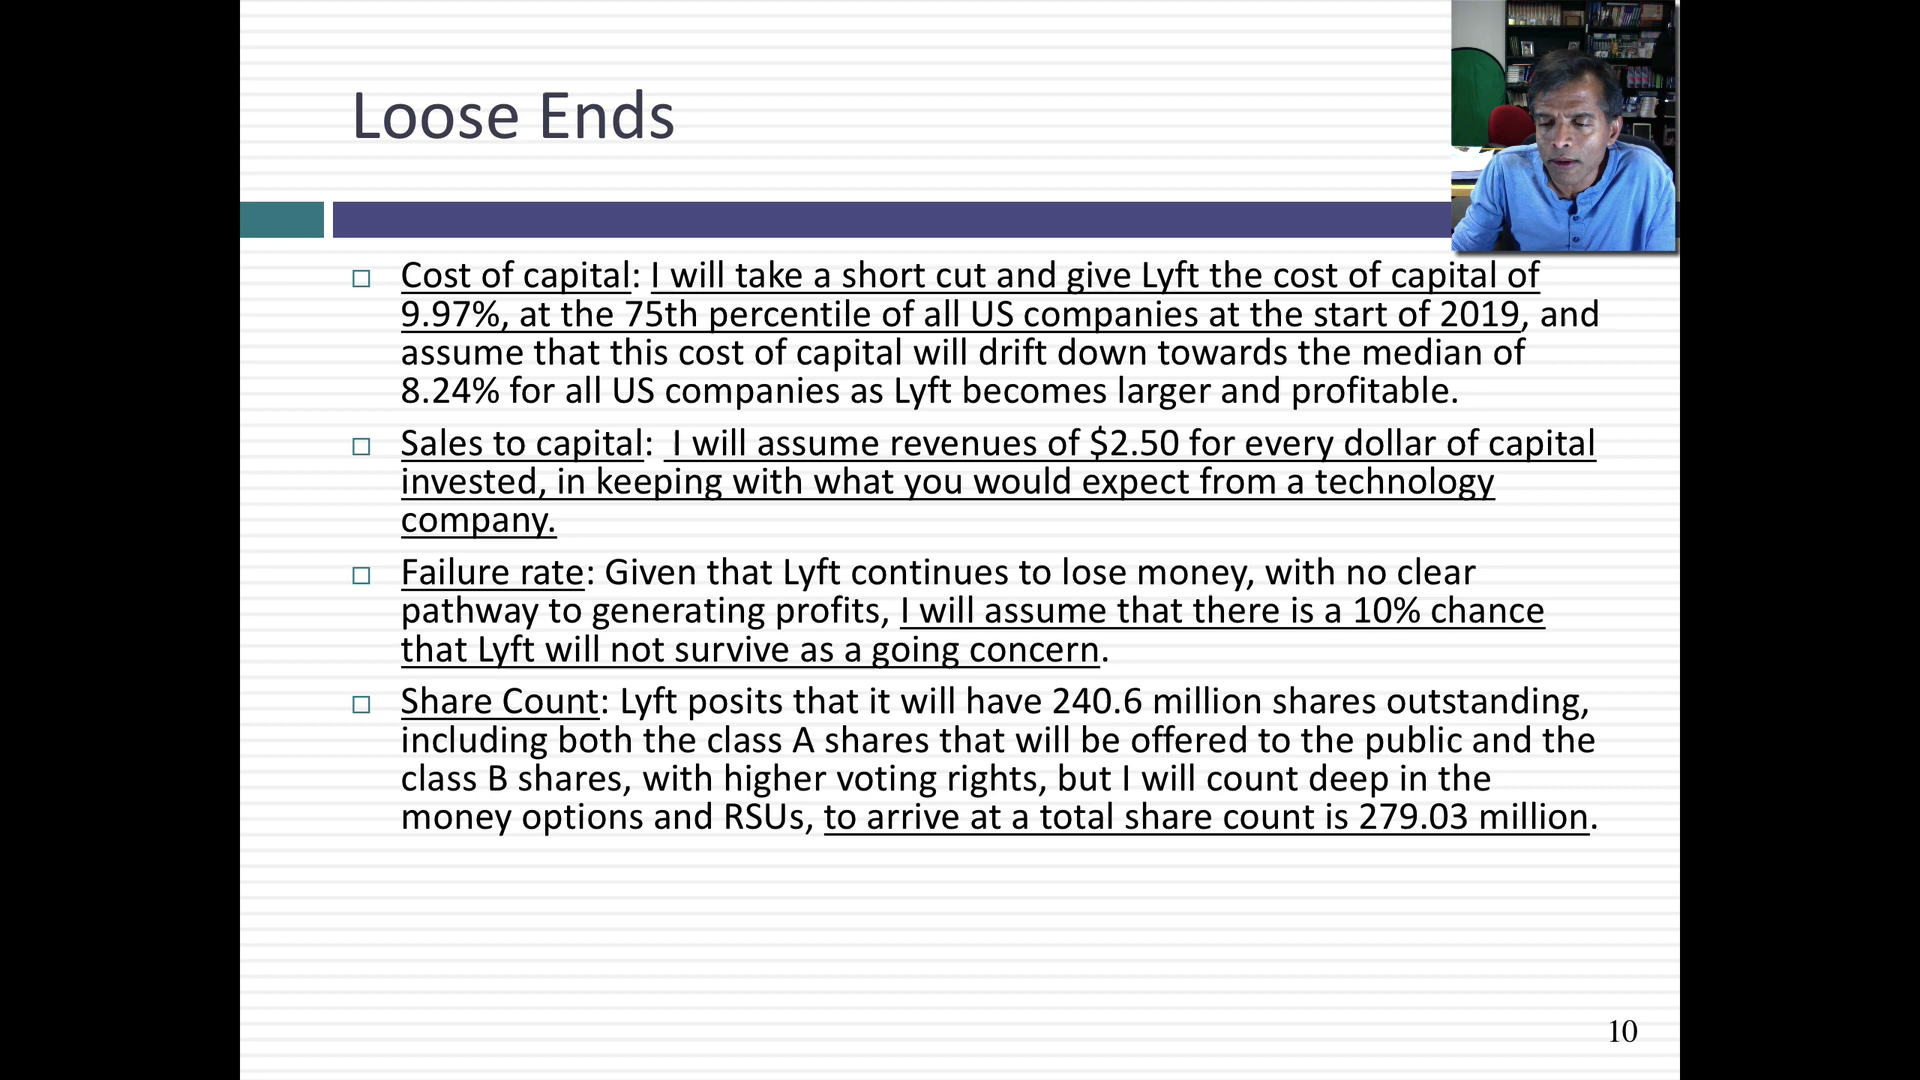 Loose Ends
Cost of capital: I will take a short cut and give Lyft the cost of capital of
9.97%, at the 75th percentile of all US companies at the start of 2019, and
assume that this cost of capital will drift down towards the median of
8.24% for all US companies as Lyft becomes larger and profitable.
Sales to capital: I will assume revenues of $2.50 for every dollar of capital
invested, in keeping with what you would expect from a technology
company.
Failure rate: Given that Lyft continues to lose money, with no clear
pathway to generating profits, I will assume that there is a 10% chance
that Lyft will not survive as a going concern.
Share Count: Lyft posits that it will have 240.6 million shares outstanding,
including both the class A shares that will be offered to the public and the
class B shares, with higher voting rights, but I will count deep in the
money options and RSUs, to arrive at a total share count is 279.03 million.
10